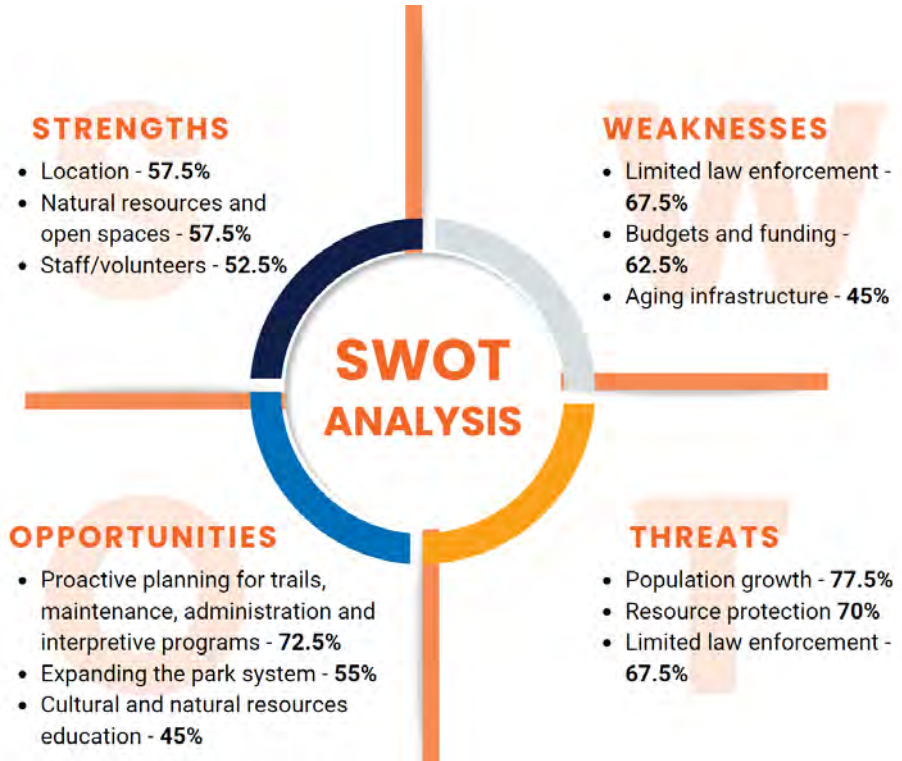 STRENGTHS
• Location - 57.5%
• Natural resources and
open spaces - 57.5%
• Staff/volunteers - 52.5%
WEAKNESSES
• Limited law enforcement -
67.5%
• Budgets and funding -
62.5%
• Aging infrastructure - 45%
SWOT
ANALYSIS
OPPORTUNITIES
• Proactive planning for trails,
maintenance, administration and
interpretive programs - 72.5%
• Expanding the park system - 55%
• Cultural and natural resources
education - 45%
THREATS
• Population growth - 77.5%
• Resource protection 70%
• Limited law enforcement -
67.5%
S
W
O
T